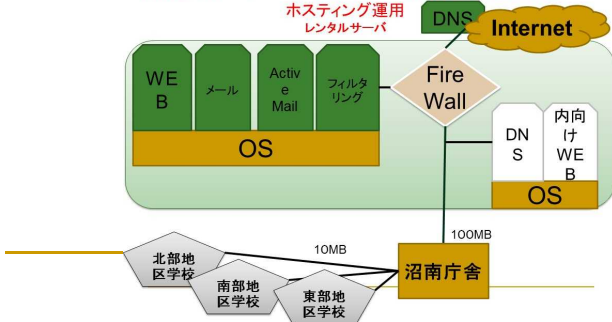 ホスティング運用
レンタルサーバ
DNS
Internet
WE
B
メール
Activ
e
Mail
フィルタ
リング
Fire
Wall
OS
DN
S
内向
け
WE
B
OS
100MB
10MB
北部地
区学校
南部地
区学校
東部地
区学校
沼南庁舎